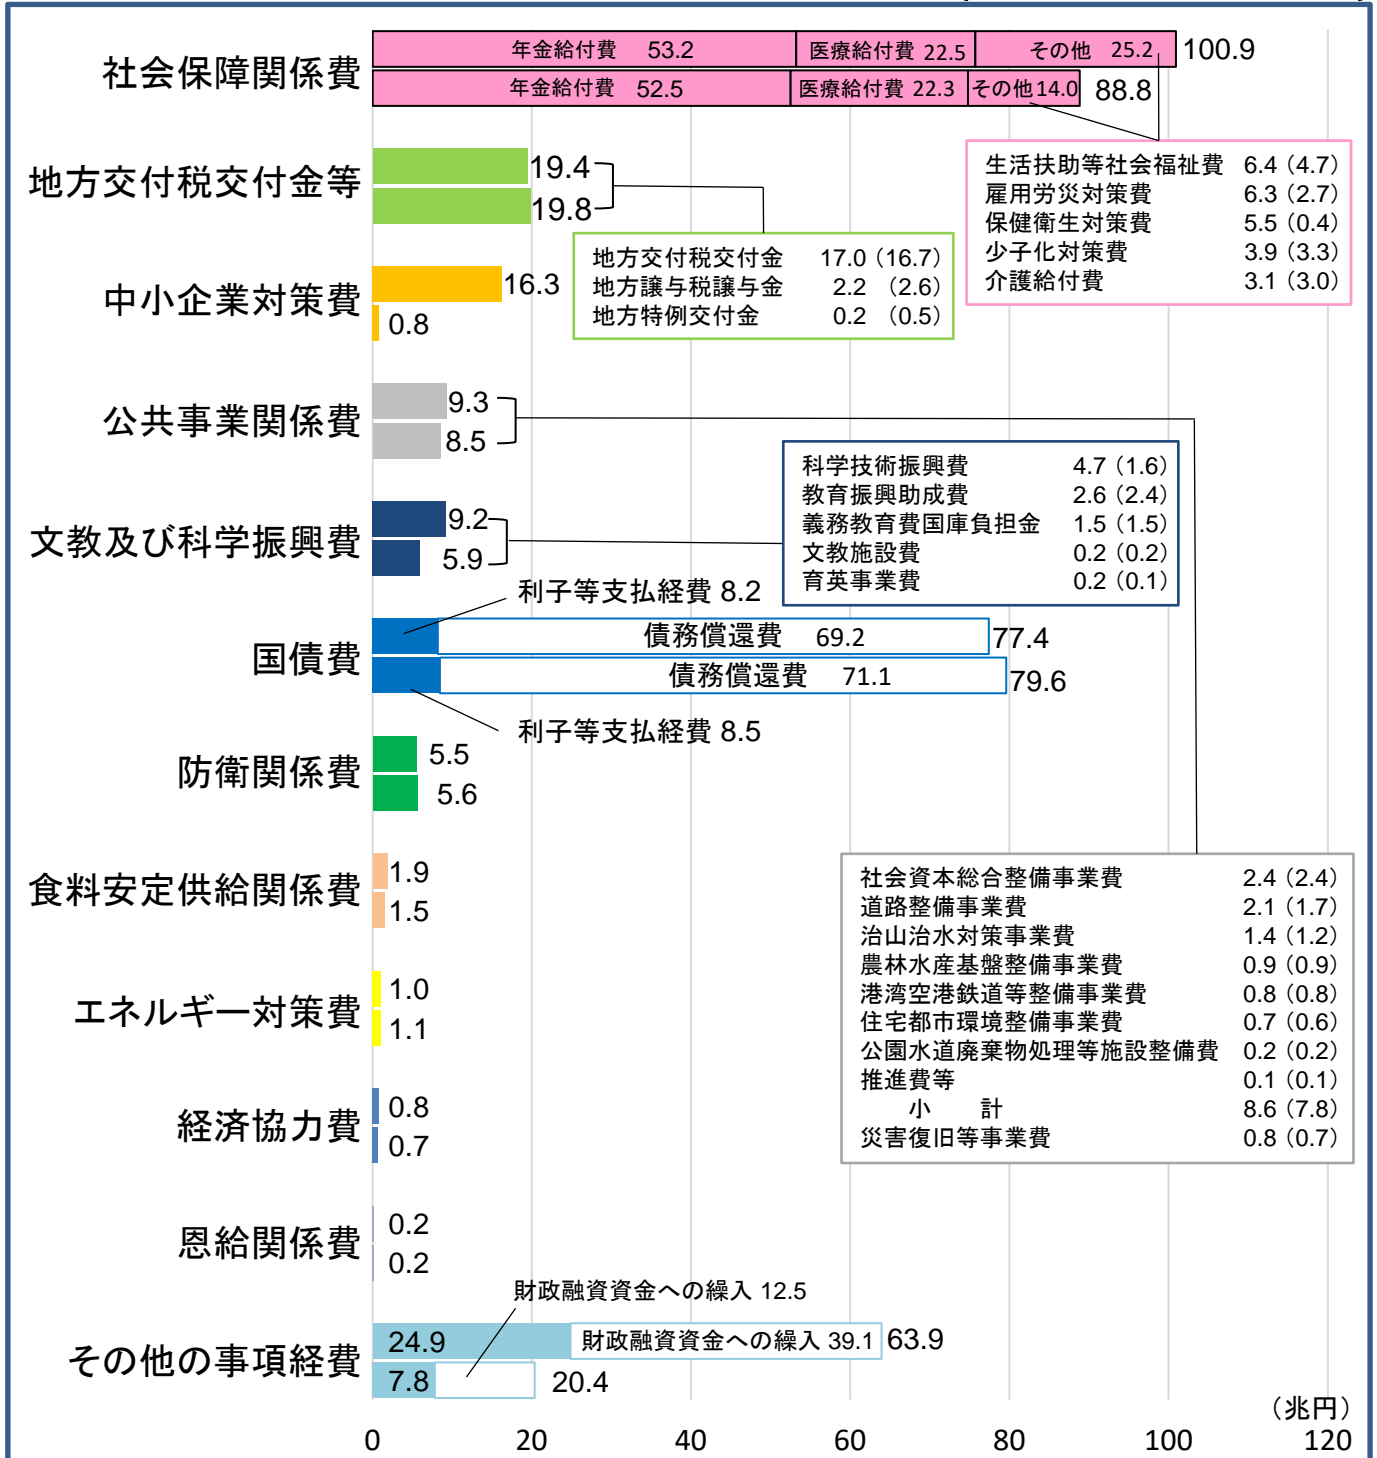 社会保障関係費
年金給付費 53.2 医療給付費 22.5 その他 25.2 100.9
年金給付費 52.5 医療給付費 22.3 その他14.0 88.8
生活扶助等社会福祉費 6.4（4.7）
雇用労災対策費 6.3（2.7）
保健衛生対策費 5.5（0.4）
少子化対策費 3.9（3.3）
介護給付費 3.1（3.0）
地方交付税交付金等
19.4
19.8
地方交付税交付金 17.0（16.7）
地方譲与税譲与金 2.2 （2.6）
地方特例交付金 0.2 （0.5）
中小企業対策費
16.3
0.8
公共事業関係費
9.3
8.5
科学技術振興費 4.7（1.6）
教育振興助成費 2.6（2.4）
義務教育費国庫負担金 1.5（1.5）
文教施設費 0.2（0.2）
育英事業費 0.2（0.1）
文教及び科学振興費
9.2
5.9
利子等支払経費 8.2
国債費
債務償還費 69.2 77.4
債務償還費 71.1 79.6
利子等支払経費 8.5
防衛関係費
5.5
5.6
食料安定供給関係費
1.9
1.5
社会資本総合整備事業費 2.4（2.4）
道路整備事業費 2.1（1.7）
治山治水対策事業費 1.4（1.2）
農林水産基盤整備事業費 0.9（0.9）
港湾空港鉄道等整備事業費 0.8（0.8）
住宅都市環境整備事業費 0.7（0.6）
公園水道廃棄物処理等施設整備費 0.2（0.2）
推進費等 0.1（0.1）
小 計 8.6（7.8）
災害復旧等事業費 0.8（0.7）
エネルギー対策費
1.0
1.1
経済協力費
0.8
0.7
恩給関係費
0.2
0.2
財政融資資金への繰入 12.5
その他の事項経費
24.9 財政融資資金への繰入 39.1 63.9
7.8 20.4
（兆円）
0 20 40 60 80 100 120